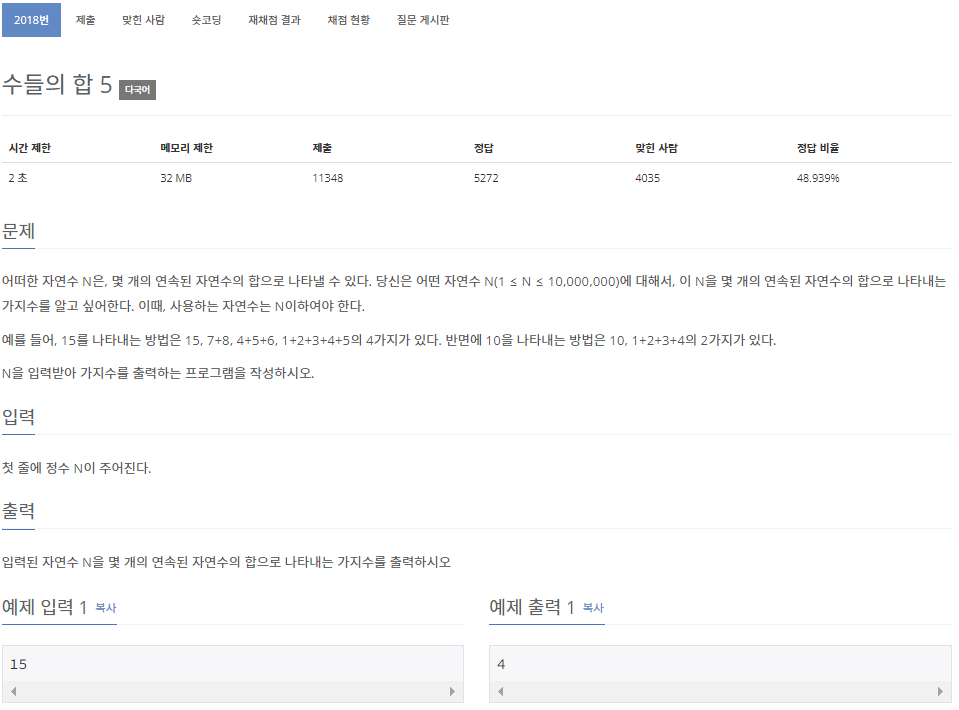 2018번 제출 맞힌 사람 숏코딩 재채점 결과 채점 현황 질문 게시판
수들의 합 5 다국어
시간 제한 메모리 제한 제출 정답 맞힌 사람 정답 비율
2 초 32 MB 11348 5272 4035 48.939%
문제
어떠한 자연수 N은, 몇 개의 연속된 자연수의 합으로 나타낼 수 있다. 당신은 어떤 자연수 N(1 ≤ N ≤ 10,000,000)에 대해서, 이 N을 몇 개의 연속된 자연수의 합으로 나타내는
가지수를 알고 싶어한다. 이때, 사용하는 자연수는 N이하여야 한다.
예를 들어, 15를 나타내는 방법은 15, 7+8, 4+5+6, 1+2+3+4+5의 4가지가 있다. 반면에 10을 나타내는 방법은 10, 1+2+3+4의 2가지가 있다.
N을 입력받아 가지수를 출력하는 프로그램을 작성하시오.
입력
첫 줄에 정수 N이 주어진다.
출력
입력된 자연수 N을 몇 개의 연속된 자연수의 합으로 나타내는 가지수를 출력하시오
예제 입력 1 복사 예제 출력 1 복사
15 4